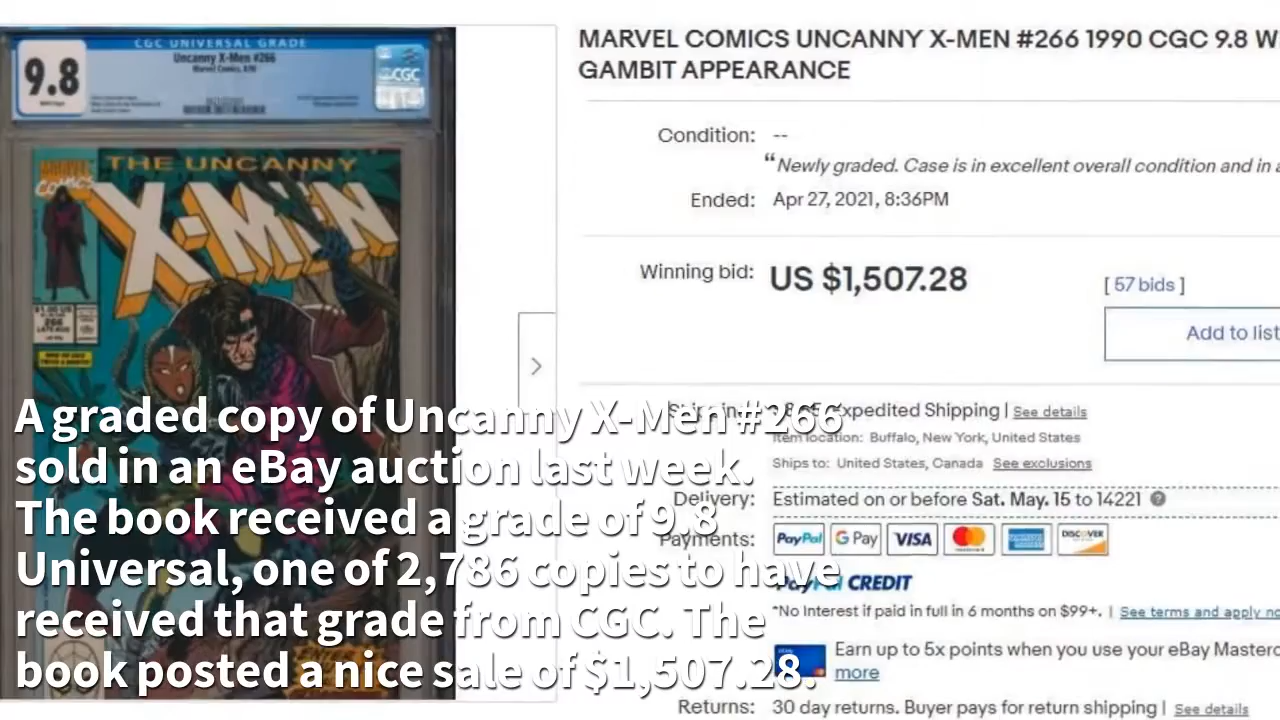 CGC UNIVERSAL GRADE
9.8
Uncanny X-Men #266
Marvel Comics, 8/90
CGC
MARVEL
COMICS
THE UNCANNY
X-MEN
$1.00 US
266
MARVEL COMICS UNCANNY X-MEN #266 1990 CGC 9.8 W
GAMBIT APPEARANCE
Condition: --
“Newly graded. Case is in excellent overall condition and in a
Ended: Apr 27, 2021, 8:36PM
Winning bid: US $1,507.28 [ 57 bids ]
Add to list
Expedited Shipping | See details
Item location: Buffalo, New York, United States
Ships to: United States, Canada See exclusions
Delivery: Estimated on or before Sat. May. 15 to 14221
Payments: PayPal G Pay VISA mastercard AMERICAN EXPRESS DISCOVER
PayPal CREDIT
*No Interest if paid in full in 6 months on $99+. | See terms and apply no
Earn up to 5x points when you use your eBay Masterc
more
Returns: 30 day returns. Buyer pays for return shipping | See details
A graded copy of Uncanny X-Men #266
sold in an eBay auction last week.
The book received a grade of 9.8
Universal, one of 2,786 copies to have
received that grade from CGC. The
book posted a nice sale of $1,507.28.